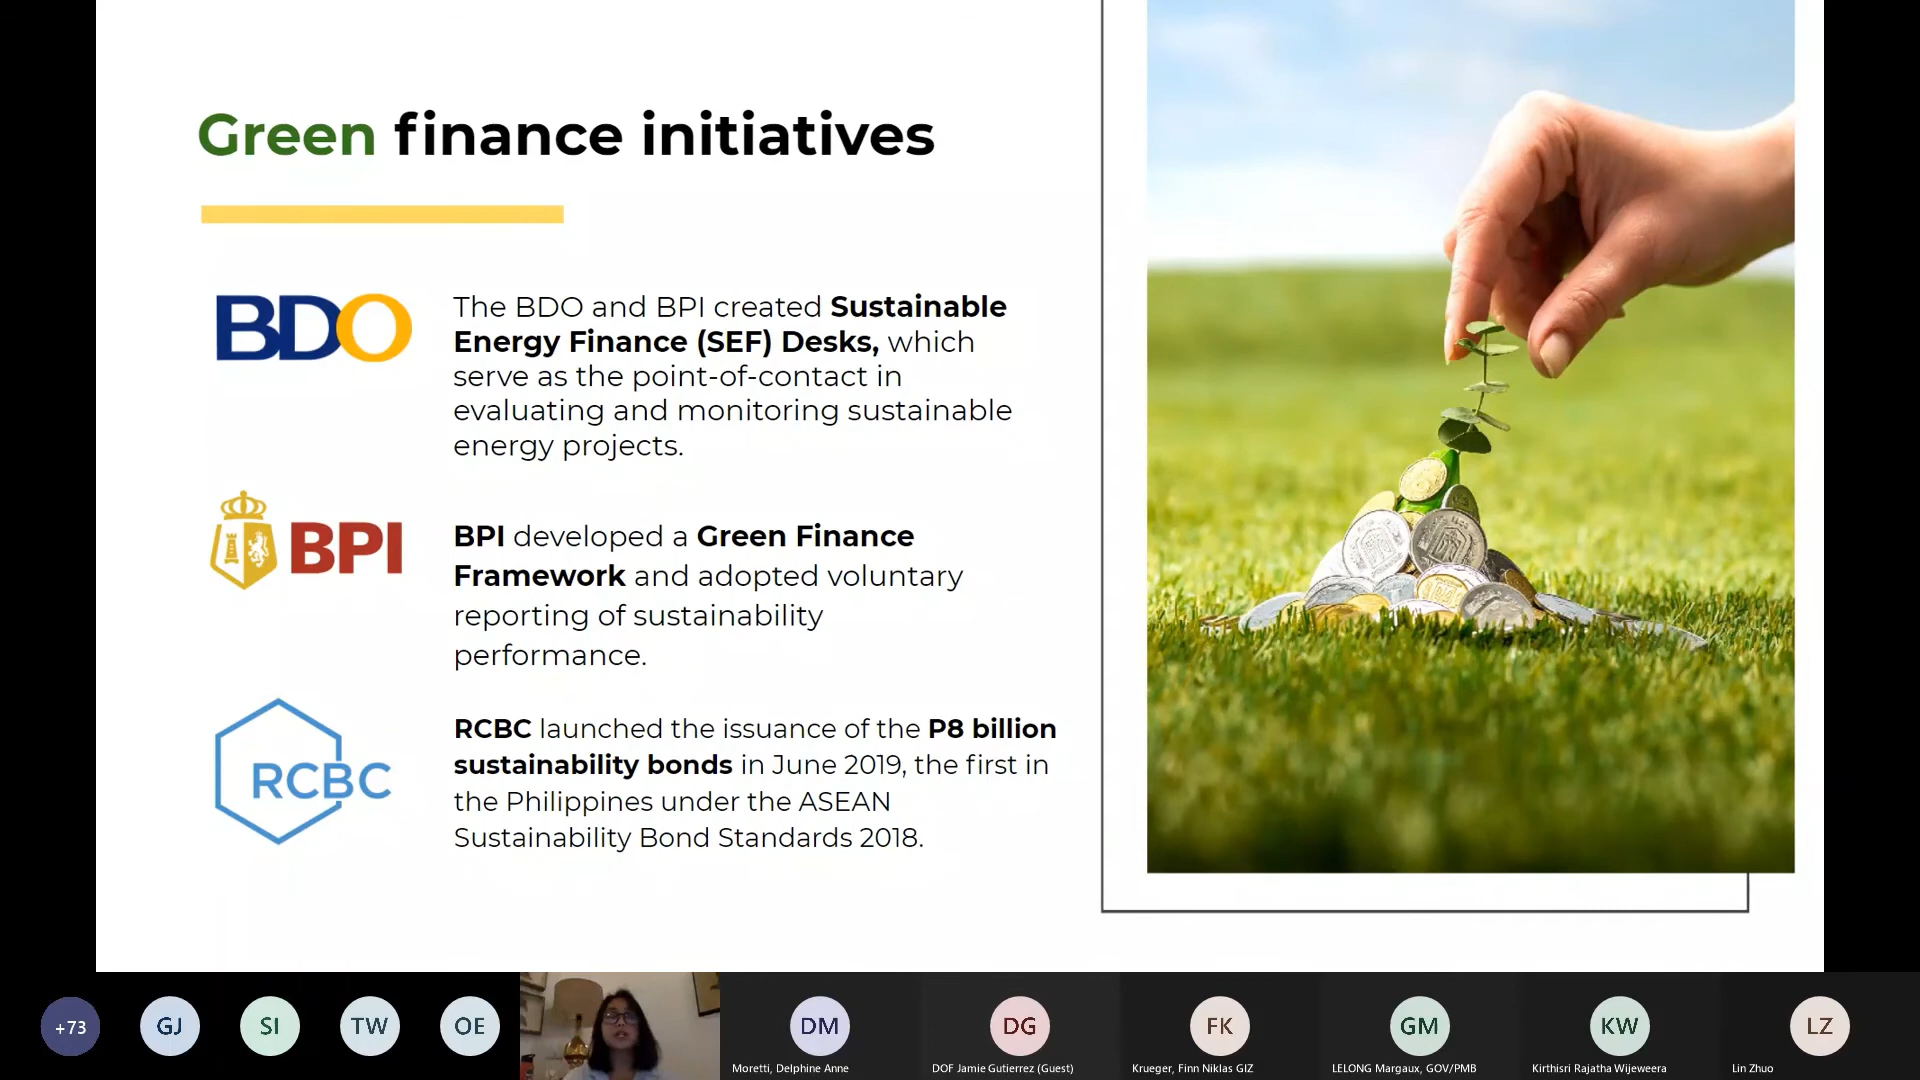 Green finance initiatives
BDO
The BDO and BPI created Sustainable
Energy Finance (SEF) Desks, which
serve as the point-of-contact in
evaluating and monitoring sustainable
energy projects.
BPI
BPI developed a Green Finance
Framework and adopted voluntary
reporting of sustainability
performance.
RCBC
RCBC launched the issuance of the P8 billion
sustainability bonds in June 2019, the first in
the Philippines under the ASEAN
Sustainability Bond Standards 2018.
+73
GJ
SI
TW
OE
DM
Moretti, Delphine Anne
DG
DOF Jamie Gutierrez (Guest)
FK
Krueger, Finn Niklas GIZ
GM
LELONG Margaux, GOV/PMB
KW
Kirthisri Rajatha Wijeweera
LZ
Lin Zhuo